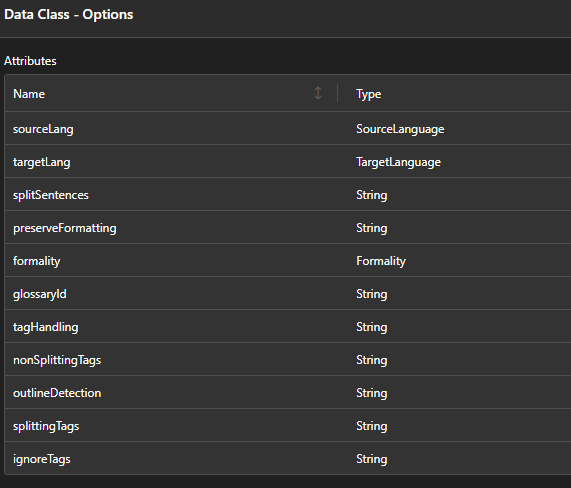 Data Class - Options
Attributes
Name Type
sourceLang SourceLanguage
targetLang TargetLanguage
splitSentences String
preserveFormatting String
formality Formality
glossaryId String
tagHandling String
nonSplittingTags String
outlineDetection String
splittingTags String
ignoreTags String